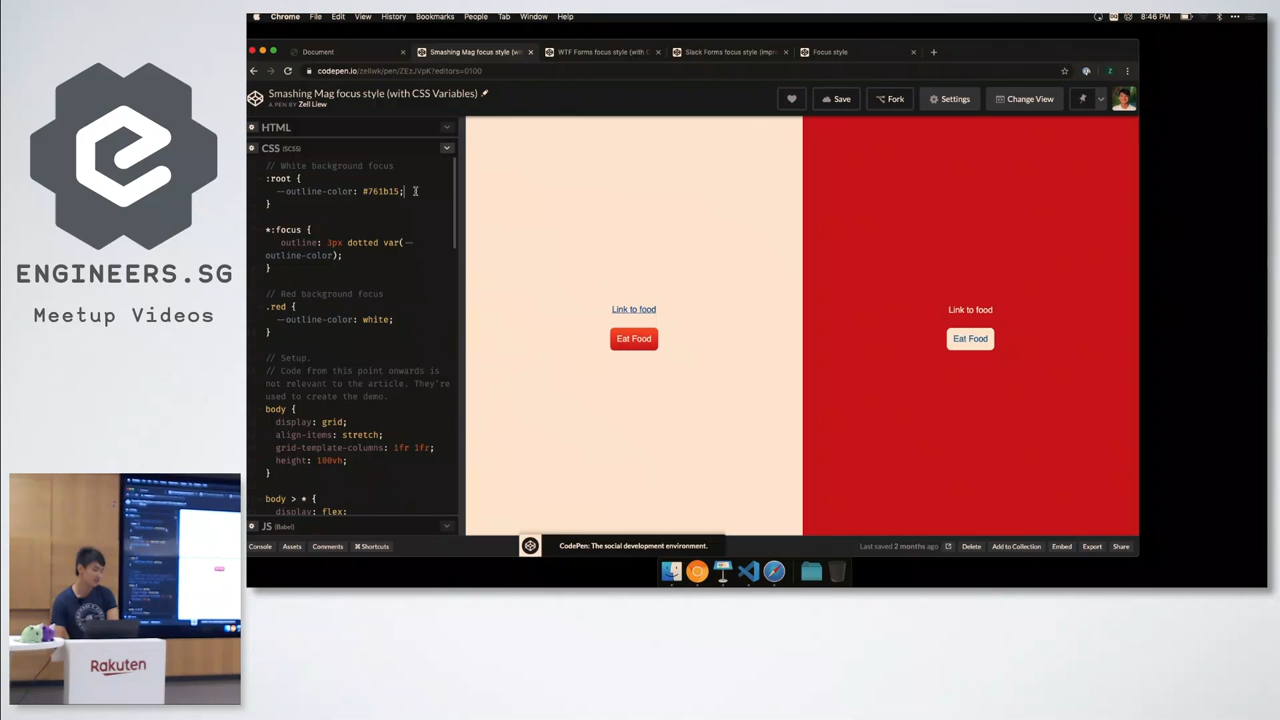 ENGINEERS.SG
Meetup Videos
Rakuten
Chrome File Edit View History Bookmarks People Tab Window Help
8:46 PM
Document
Smashing Mag focus style (wit
WTF Forms focus style (with C
Slack Forms focus style (impro
Focus style
codepen.io/zellwk/pen/ZEzJVpK?editors=0100
Smashing Mag focus style (with CSS Variables)
A PEN BY Zell Liew
Save
Fork
Settings
Change View
HTML
CSS (SCSS)
// White background focus
:root {
--outline-color: #761b15;
}
*:focus {
outline: 3px dotted var(--
outline-color);
}
// Red background focus
.red {
--outline-color: white;
}
// Setup.
// Code from this point onwards is
not relevant to the article. They're
used to create the demo.
body {
display: grid;
align-items: stretch;
grid-template-columns: 1fr 1fr;
height: 100vh;
}
body > * {
display: flex;
JS (Babel)
Link to food
Eat Food
Link to food
Eat Food
Console Assets Comments ⌘ Shortcuts
CodePen: The social development environment.
Last saved 2 months ago
Delete Add to Collection Embed Export Share